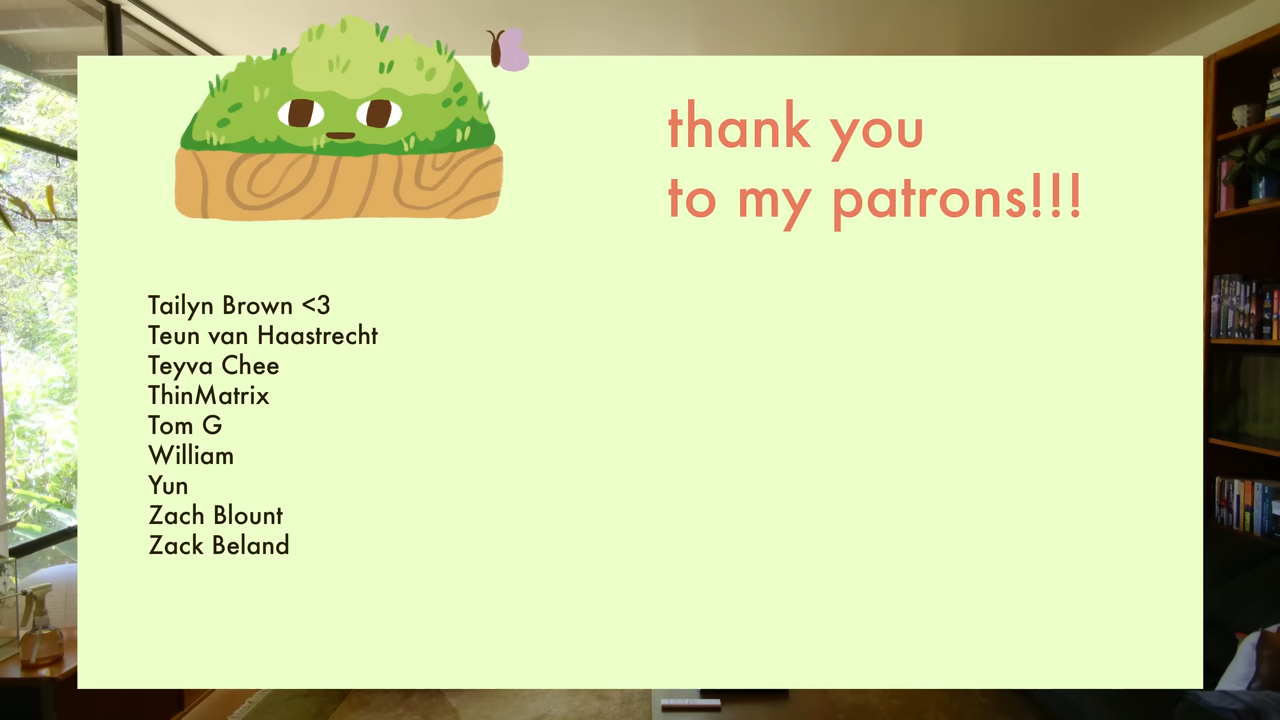 thank you
to my patrons!!!
Tailyn Brown <3
Teun van Haastrecht
Teyva Chee
ThinMatrix
Tom G
William
Yun
Zach Blount
Zack Beland